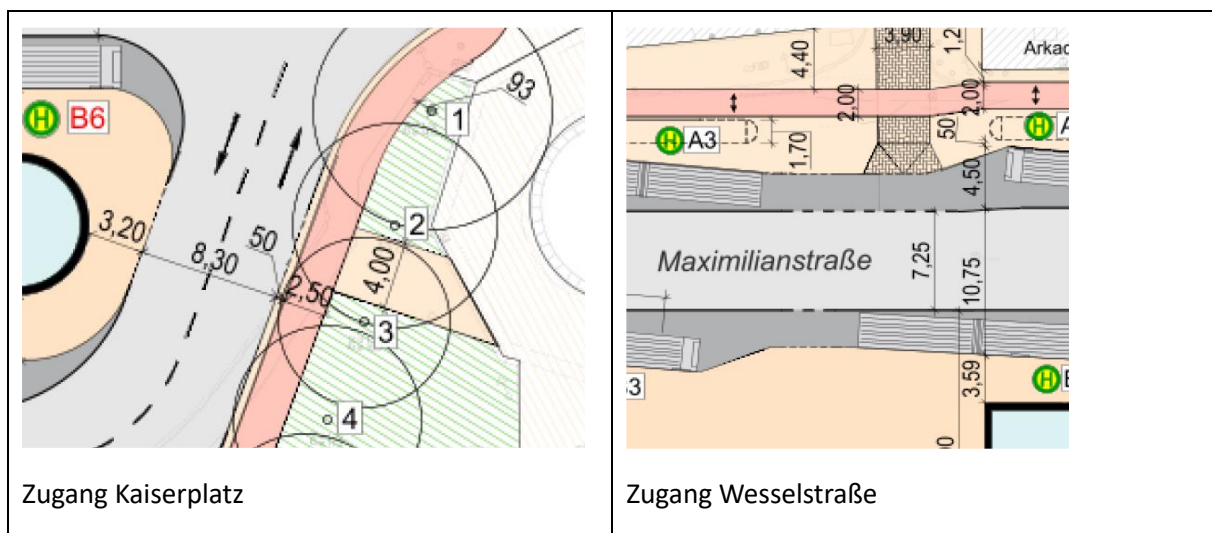 H B6
93
1
2
3,20
8,30
50
2,50
4,00
3
4
Zugang Kaiserplatz
3,90
4,40
1,2
Arkad
2,00
2,00
H A3
1,70
50
H A
4,50
Maximilianstraße
7,25
10,75
3,59
33
H
Zugang Wesselstraße